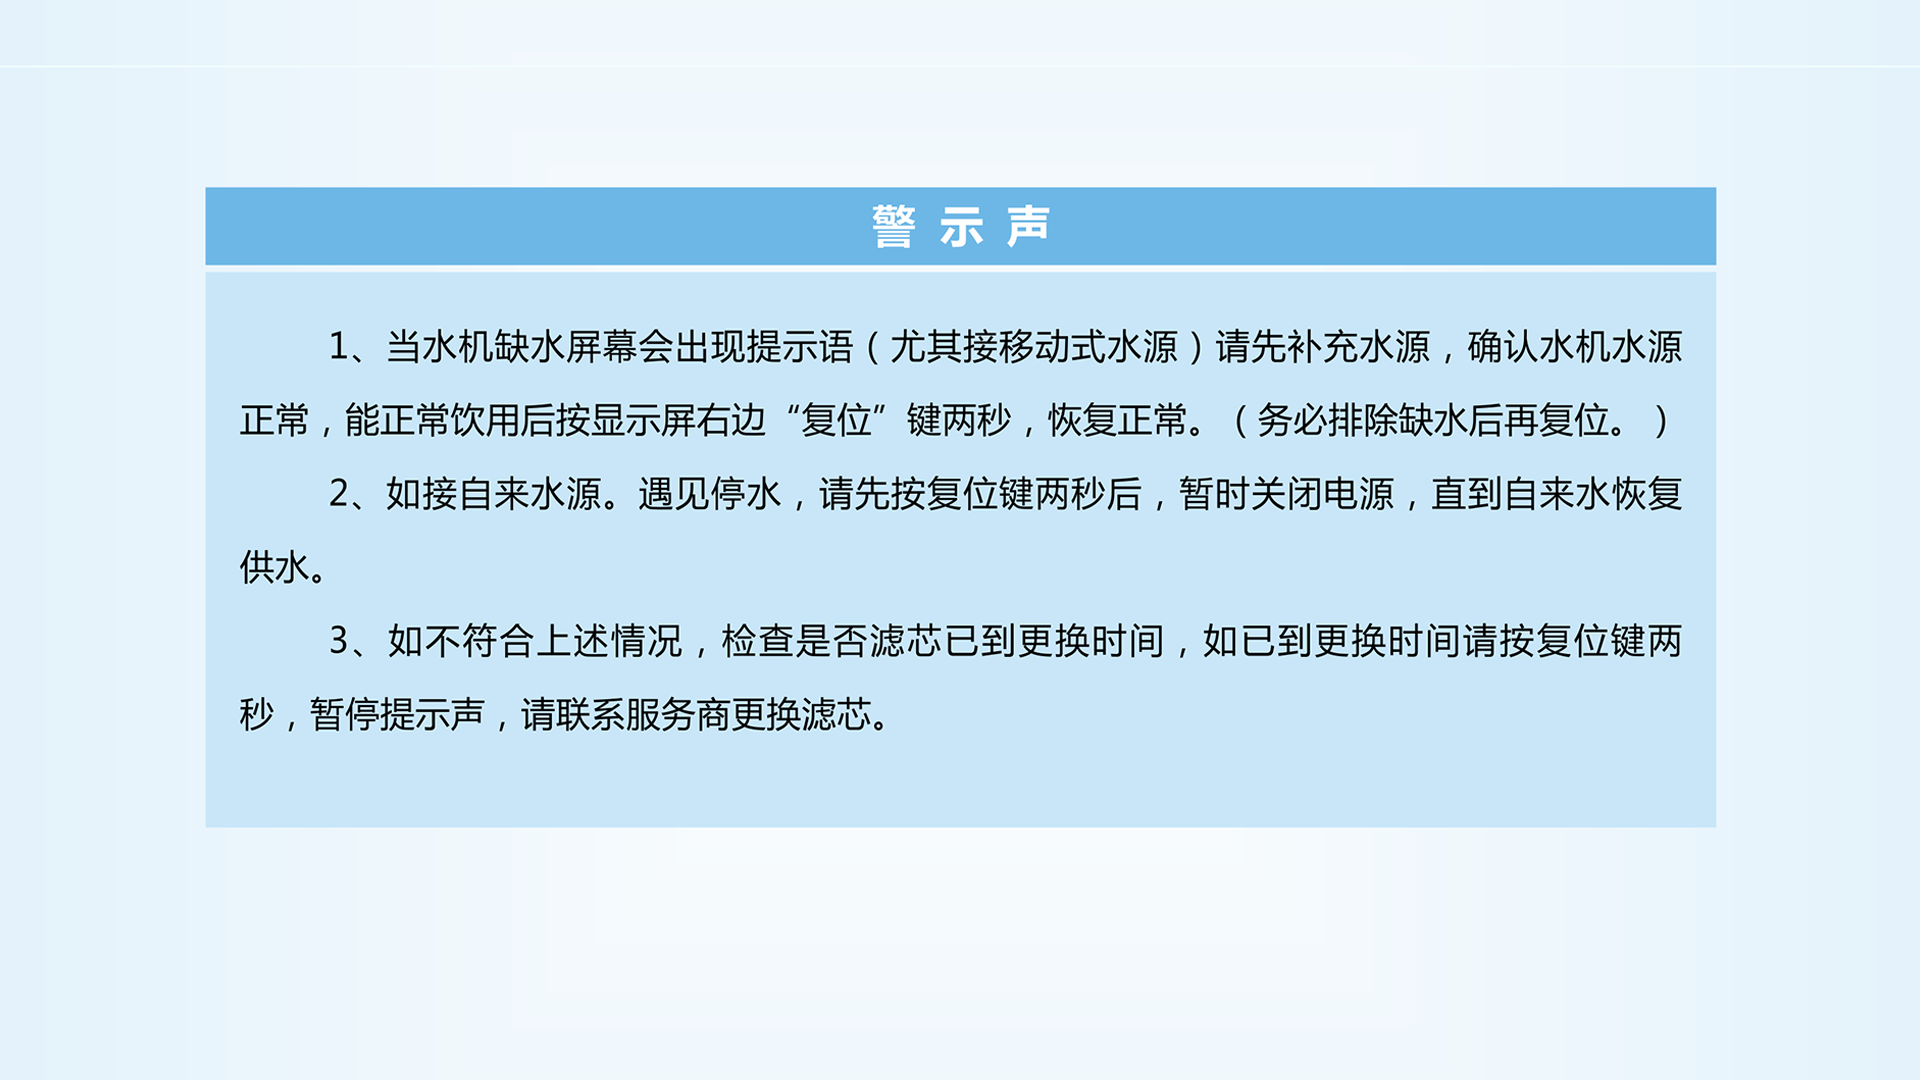 警示声
1、当水机缺水屏幕会出现提示语（尤其接移动式水源）请先补充水源，确认水机水源
正常，能正常饮用后按显示屏右边“复位”键两秒，恢复正常。（务必排除缺水后再复位。）
2、如接自来水源。遇见停水，请先按复位键两秒后，暂时关闭电源，直到自来水恢复
供水。
3、如不符合上述情况，检查是否滤芯已到更换时间，如已到更换时间请按复位键两
秒，暂停提示声，请联系服务商更换滤芯。